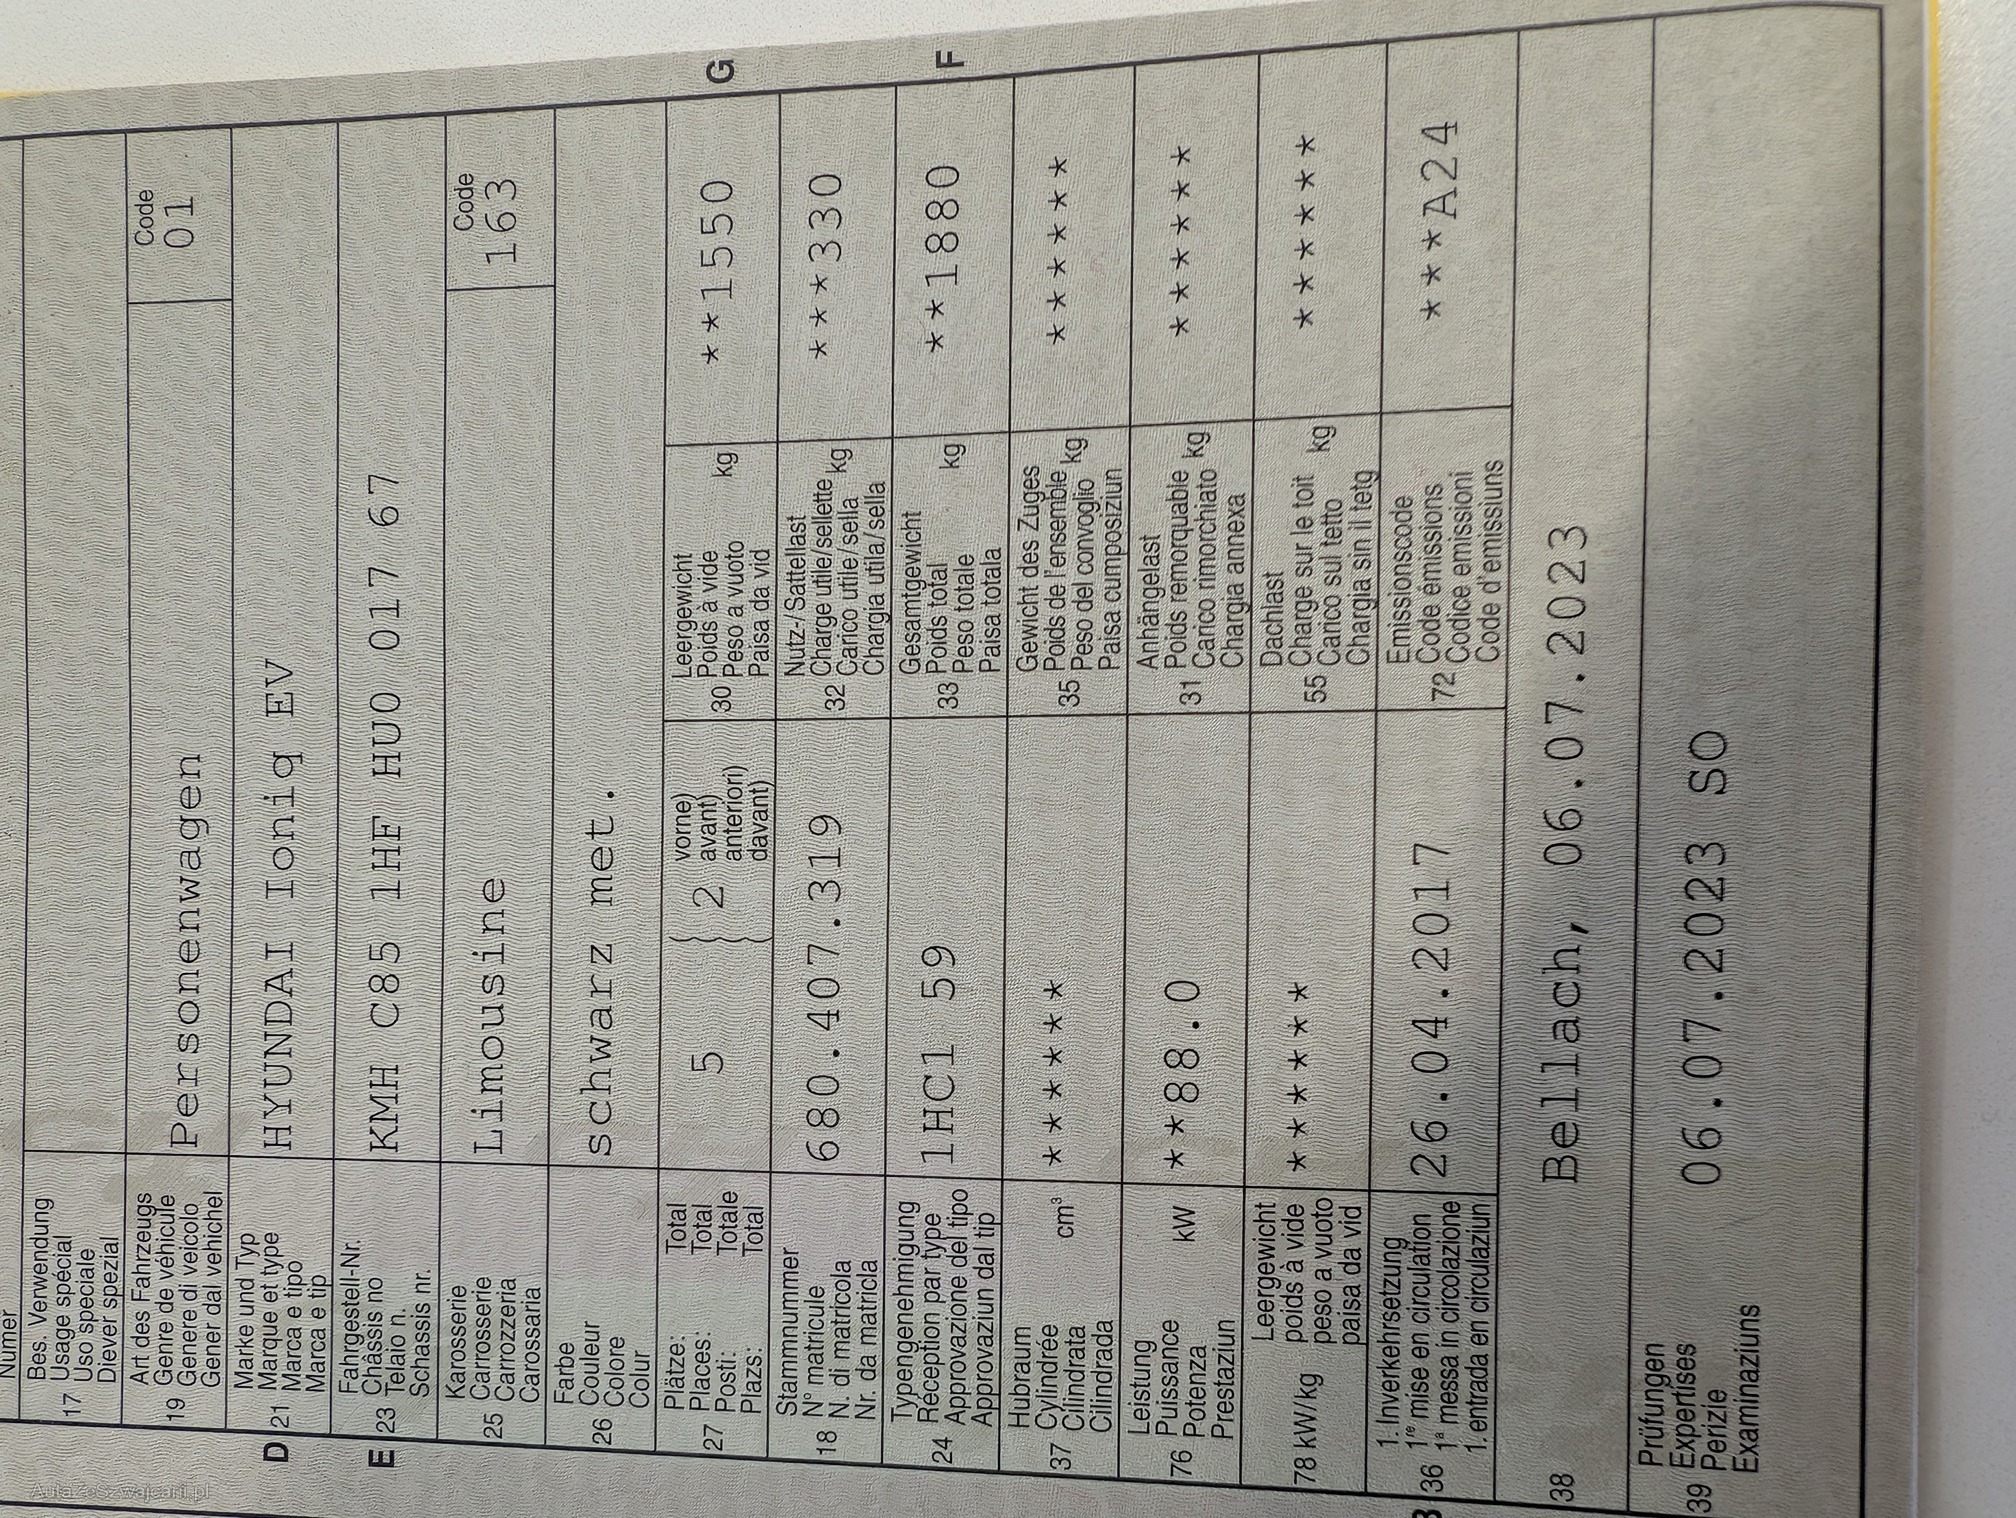 Numer
Bes. Verwendung
17 Usage spécial
Uso speciale
Diever spezial
Art des Fahrzeugs
19 Genre de véhicule
Genere di veicolo
Gener dal vehichel
Personenwagen
Code
01
Marke und Typ
D 21 Marque et type
Marca e tipo
Marca e tip
HYUNDAI Ioniq EV
Fahrgestell-Nr.
E 23 Châssis no
Telaio n.
Schassis nr.
KMH C85 1HF HU0 017 67
Karosserie
25 Carrosserie
Carrozzeria
Carossaria
Limousine
Code
163
Farbe
26 Couleur
Colore
Colur
schwarz met.
Plätze: Total
27 Places: Total
Posti: Totale
Plazs: Total
5 { 2
vorne)
avant)
anteriori)
davant)
Leergewicht
30 Poids à vide
Peso a vuoto kg
Paisa da vid
**1550 G
Stammnummer
18 N° matricule
N. di matricola
Nr. da matricla
680.407.319
Nutz-/Sattellast
32 Charge utile/sellette kg
Carico utile/sella
Chargia utila/sella
***330
Typengenehmigung
24 Réception par type
Approvazione del tipo
Approvaziun dal tip
1HC1 59
Gesamtgewicht
33 Poids total kg
Peso totale
Paisa totala
**1880 F
Hubraum
37 Cylindrée cm³
Cilindrata
Cilindrada
******
Gewicht des Zuges
35 Poids de l'ensemble kg
Peso del convoglio
Paisa cumposiziun
******
Leistung
76 Puissance kW
Potenza
Prestaziun
**88.0
Anhängelast
31 Poids remorquable kg
Carico rimorchiato
Chargia annexa
******
78 kW/kg
Leergewicht
poids à vide
peso a vuoto
paisa da vid
******
Dachlast
55 Charge sur le toit kg
Carico sul tetto
Chargia sin il tetg
******
1. Inverkehrsetzung
B 36 1re mise en circulation
1a messa in circolazione
1. entrada en circulaziun
26.04.2017
Emissionscode
72 Code émissions
Codice emissioni
Code d'emissiuns
***A24
38 Bellach, 06.07.2023
Prüfungen
39 Expertises
Perizie
Examinaziuns
06.07.2023 SO
AutaZeSzwajcarii.pl